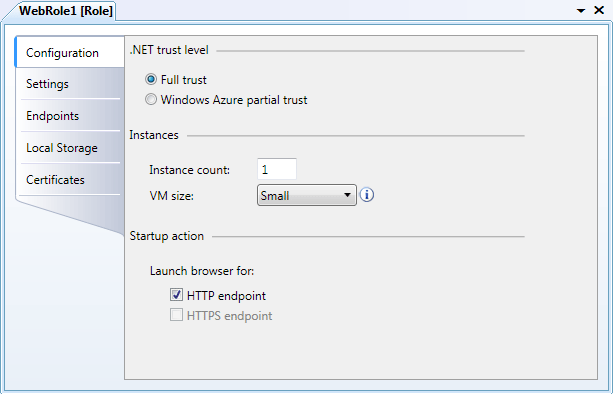 WebRole1 [Role]
Configuration
Settings
Endpoints
Local Storage
Certificates
.NET trust level
Full trust
Windows Azure partial trust
Instances
Instance count: 1
VM size: Small
Startup action
Launch browser for:
HTTP endpoint
HTTPS endpoint